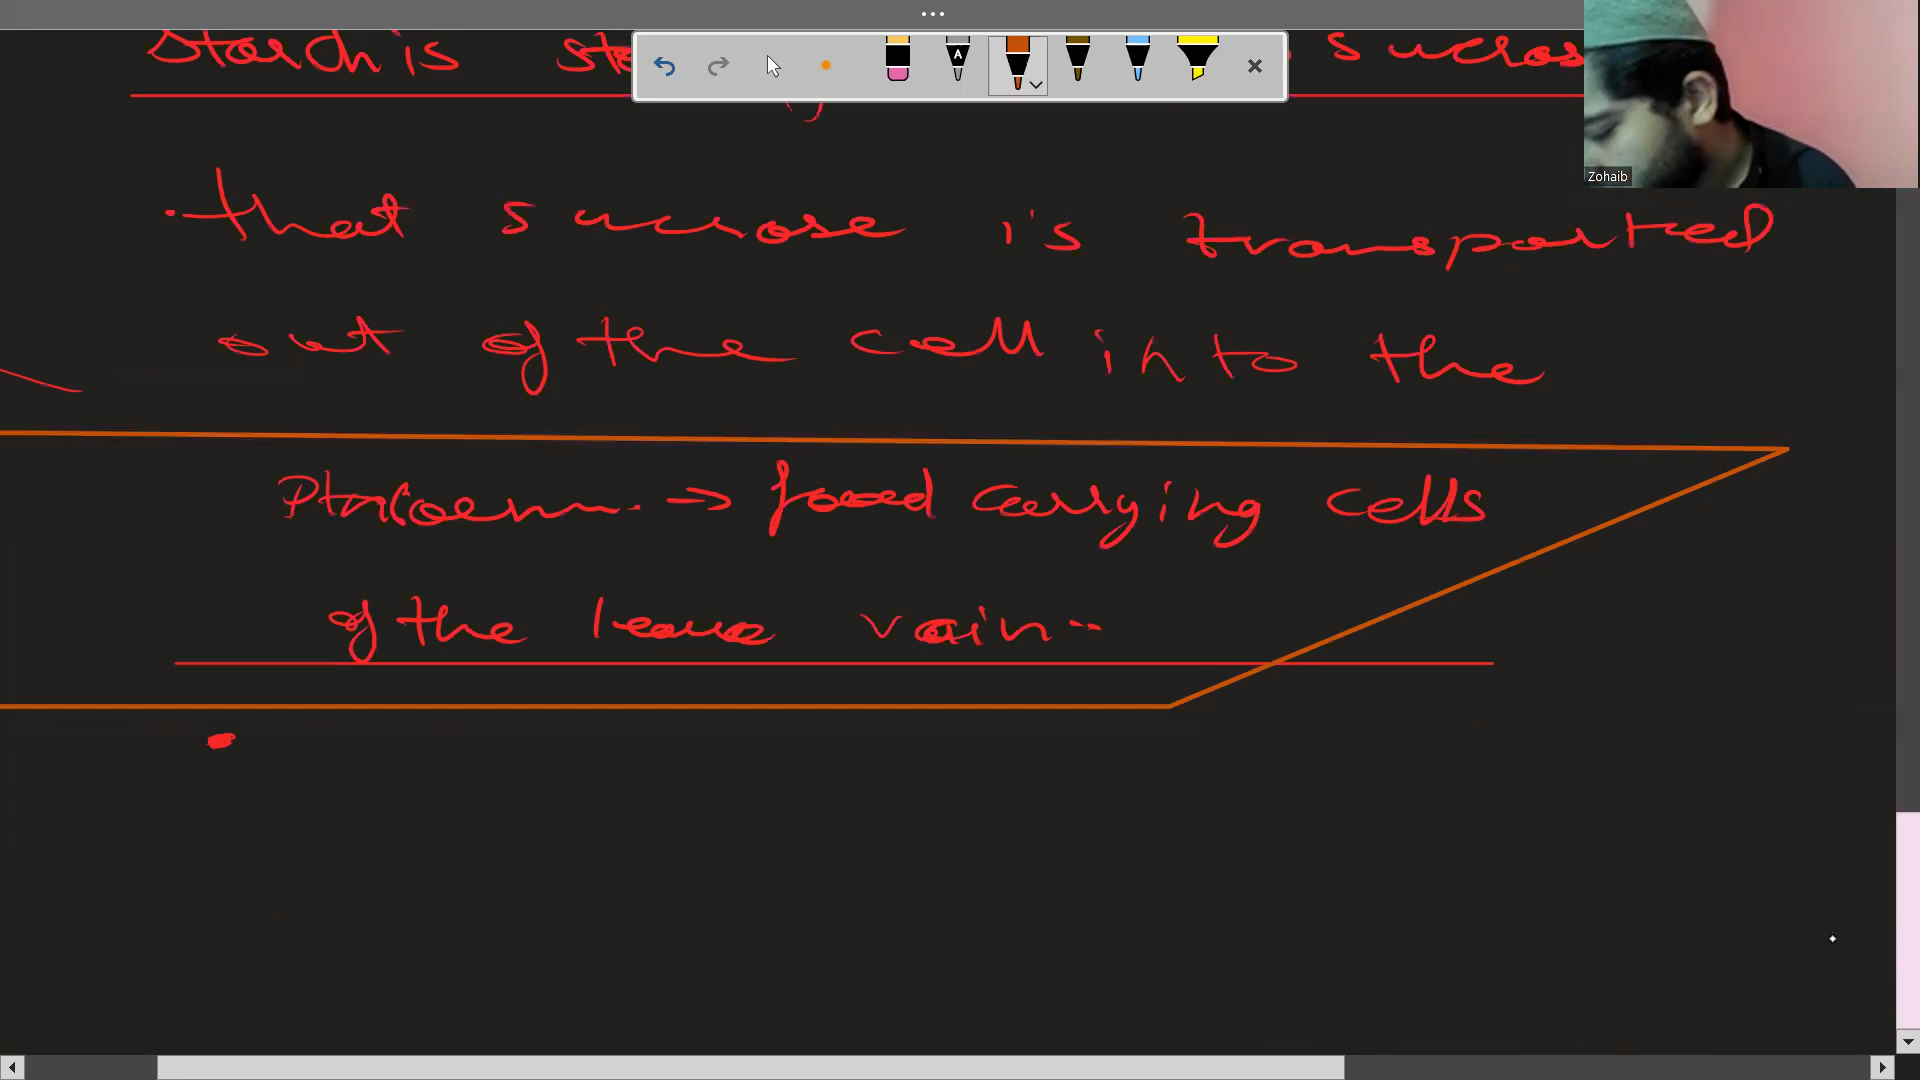 Starch is sucros
Zohaib
. that sucrose is transported
out of the cell into the
Phloem. → food carrying cells
of the leave vain--